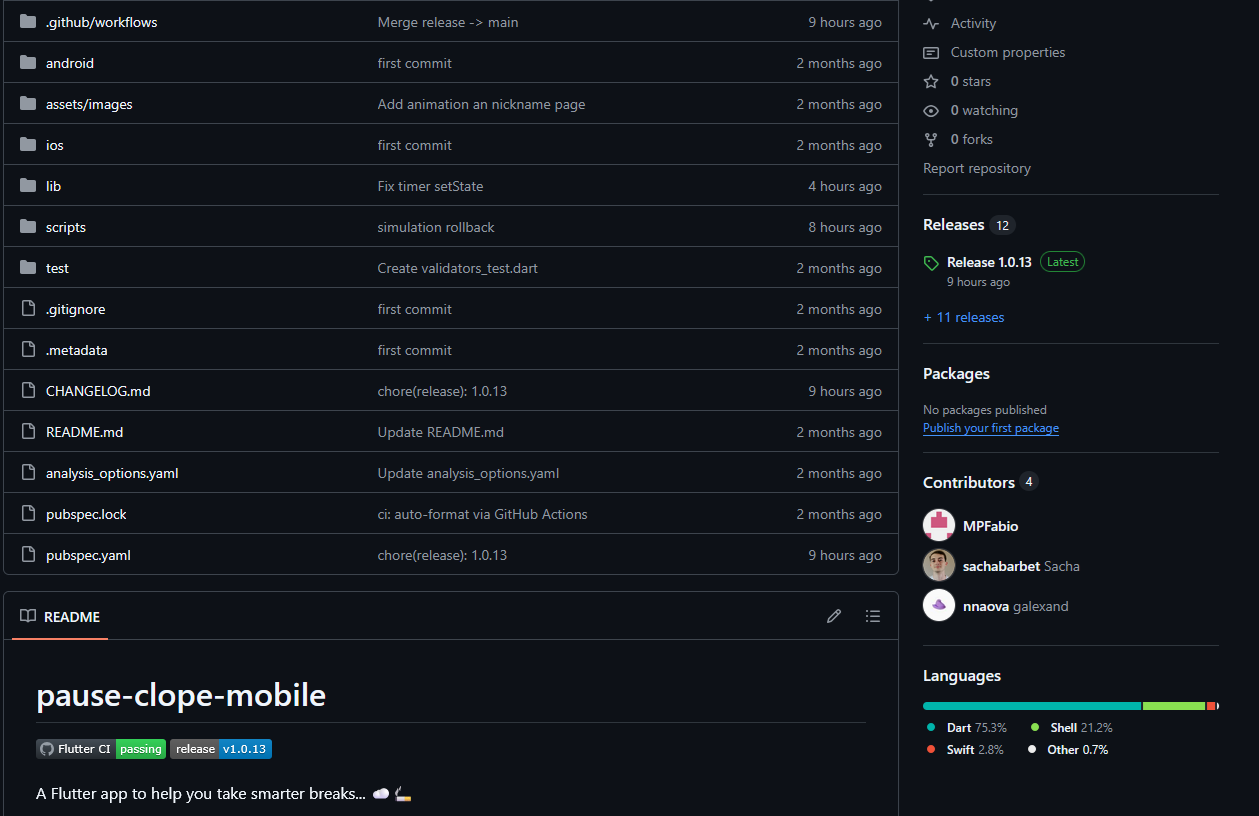 .github/workflows Merge release -> main 9 hours ago
android first commit 2 months ago
assets/images Add animation an nickname page 2 months ago
ios first commit 2 months ago
lib Fix timer setState 4 hours ago
scripts simulation rollback 8 hours ago
test Create validators_test.dart 2 months ago
.gitignore first commit 2 months ago
.metadata first commit 2 months ago
CHANGELOG.md chore(release): 1.0.13 9 hours ago
README.md Update README.md 2 months ago
analysis_options.yaml Update analysis_options.yaml 2 months ago
pubspec.lock ci: auto-format via GitHub Actions 2 months ago
pubspec.yaml chore(release): 1.0.13 9 hours ago
README
pause-clope-mobile
Flutter CI passing release v1.0.13
A Flutter app to help you take smarter breaks...
Activity
Custom properties
0 stars
0 watching
0 forks
Report repository
Releases 12
Release 1.0.13 Latest
9 hours ago
+ 11 releases
Packages
No packages published
Publish your first package
Contributors 4
MPFabio
sachabarbet Sacha
nnaova galexand
Languages
Dart 75.3% Shell 21.2%
Swift 2.8% Other 0.7%